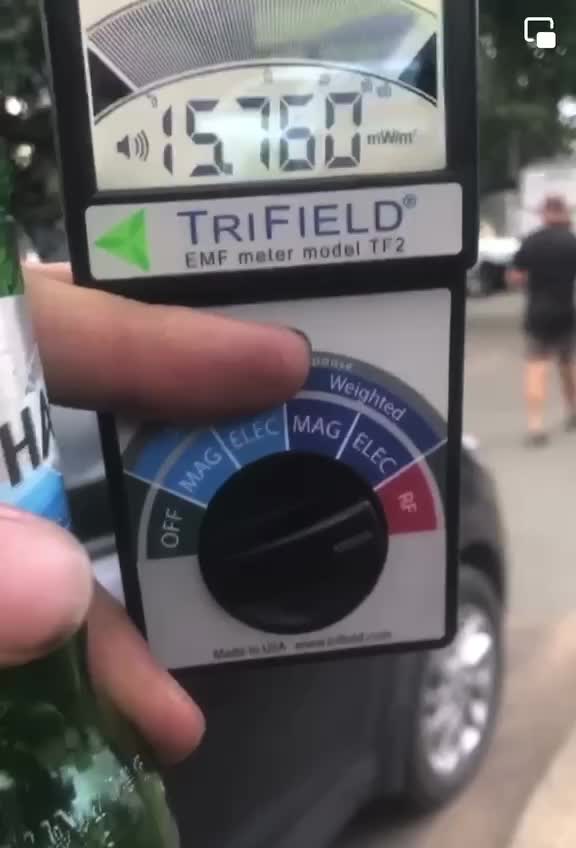 15.760 mW/m²
TRIFIELD®
EMF meter model TF2
HA
Weighted
OFF MAG ELEC MAG ELEC RF
Made in USA www.trifield.com